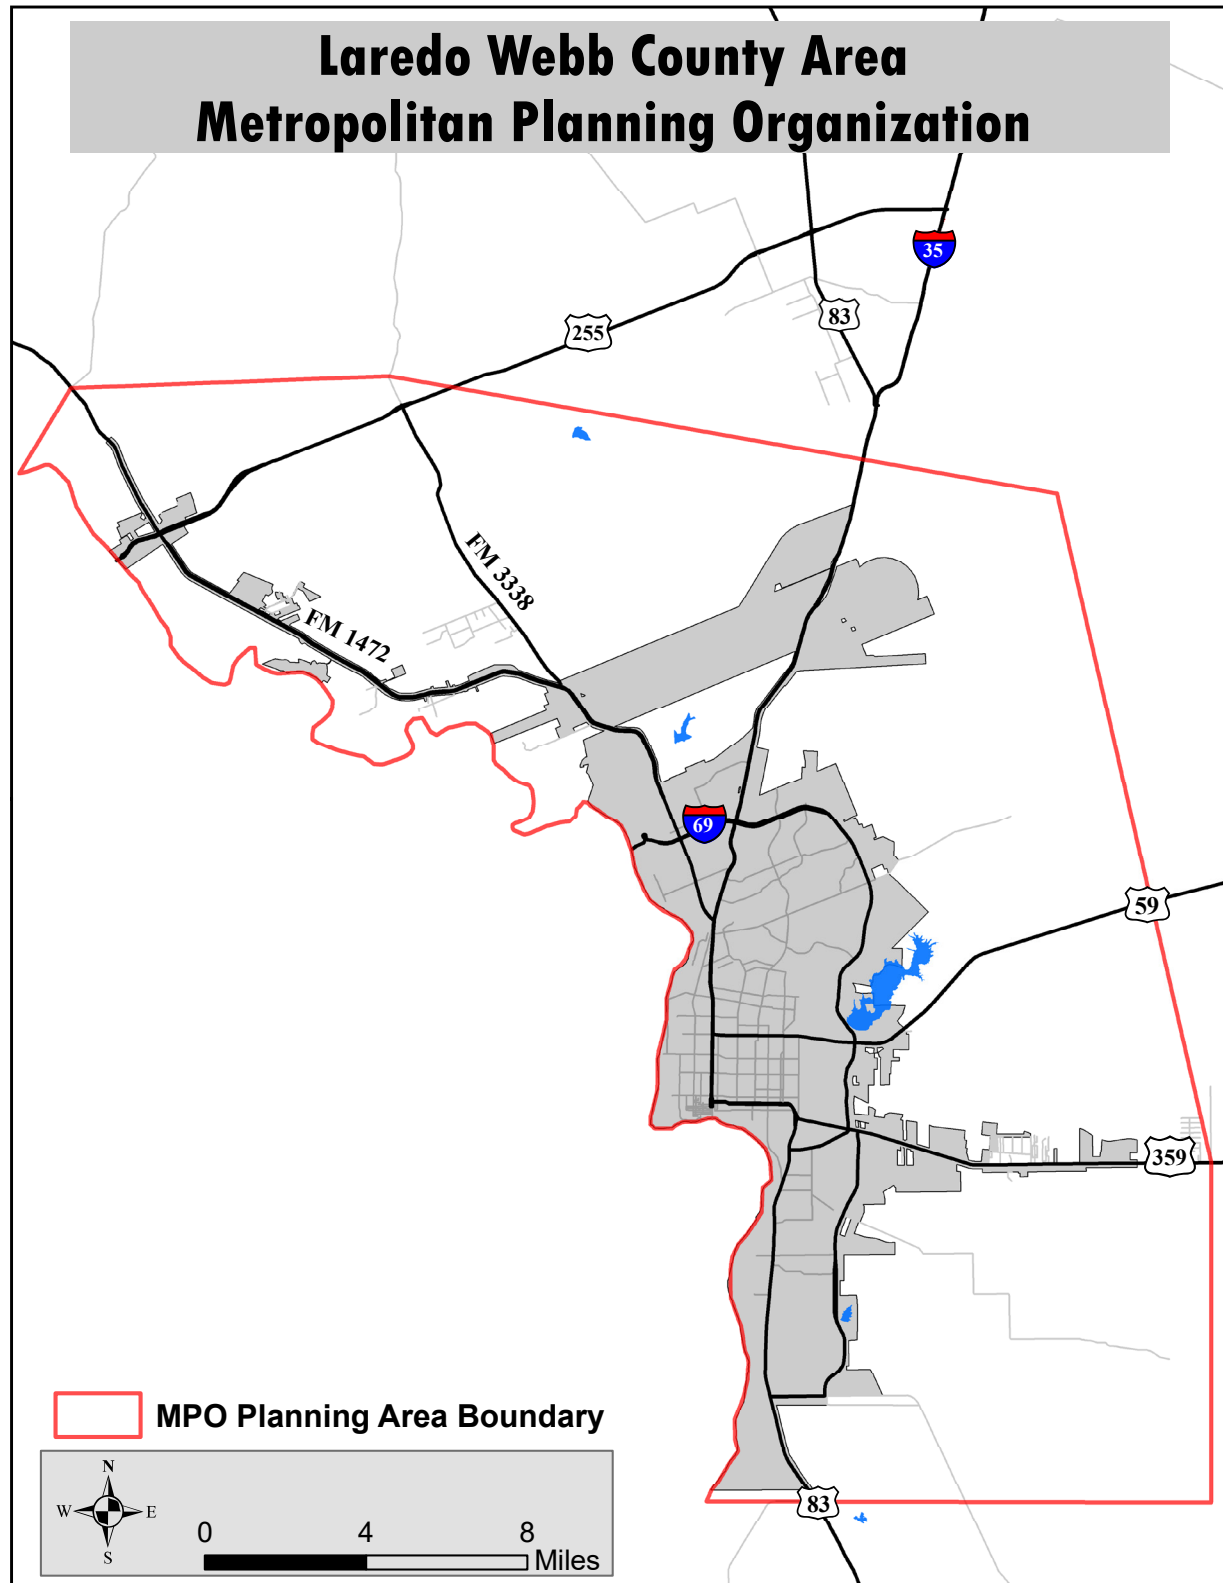 Laredo Webb County Area
Metropolitan Planning Organization
35
83
255
FM 3338
FM 1472
69
59
359
MPO Planning Area Boundary
N
W E
S
0 4 8
Miles
83